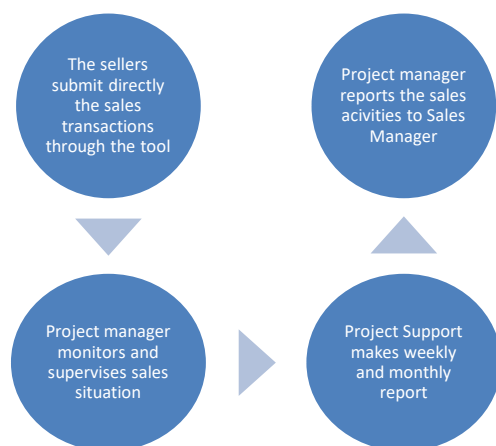 The sellers
submit directly
the sales
transactions
through the tool
Project manager
monitors and
supervises sales
situation
Project Support
makes weekly
and monthly
report
Project manager
reports the sales
acivities to Sales
Manager